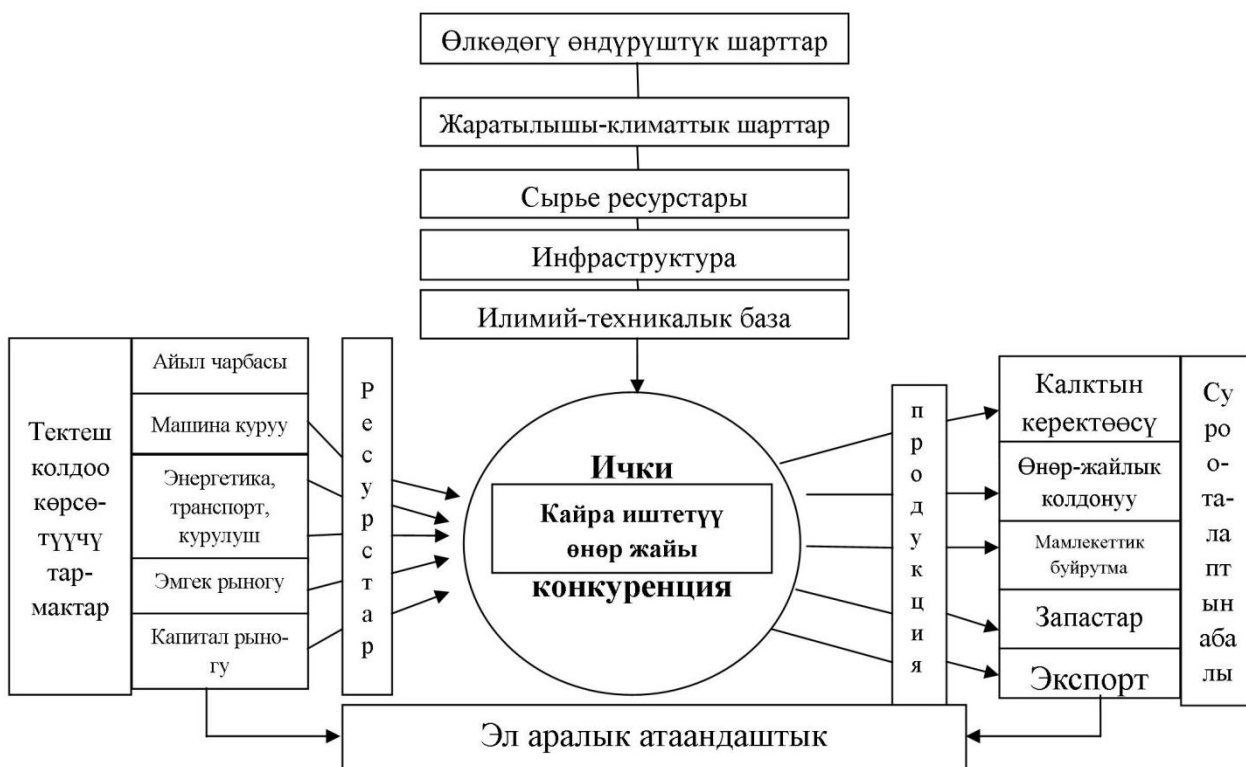 Өлкөдөгү өндүрүштүк шарттар
Жаратылышы-климаттык шарттар
Сырье ресурстары
Инфраструктура
Илимий-техникалык база
Тектеш
колдоо
көрсө-
түүчү
тар-
мактар
Айыл чарбасы
Машина куруу
Энергетика,
транспорт,
курулуш
Эмгек рыногу
Капитал рыно-
гу
Р
е
с
у
р
с
т
а
р
Ички
Кайра иштетүү
өнөр жайы
конкуренция
п
р
о
д
у
к
ц
и
я
Калктын
керектөөсү
Өнөр-жайлык
колдонуу
Мамлекеттик
буйрутма
Запастар
Экспорт
Су
ро
о-
та-
ла
пт
ын
аба
лы
Эл аралык атаандаштык